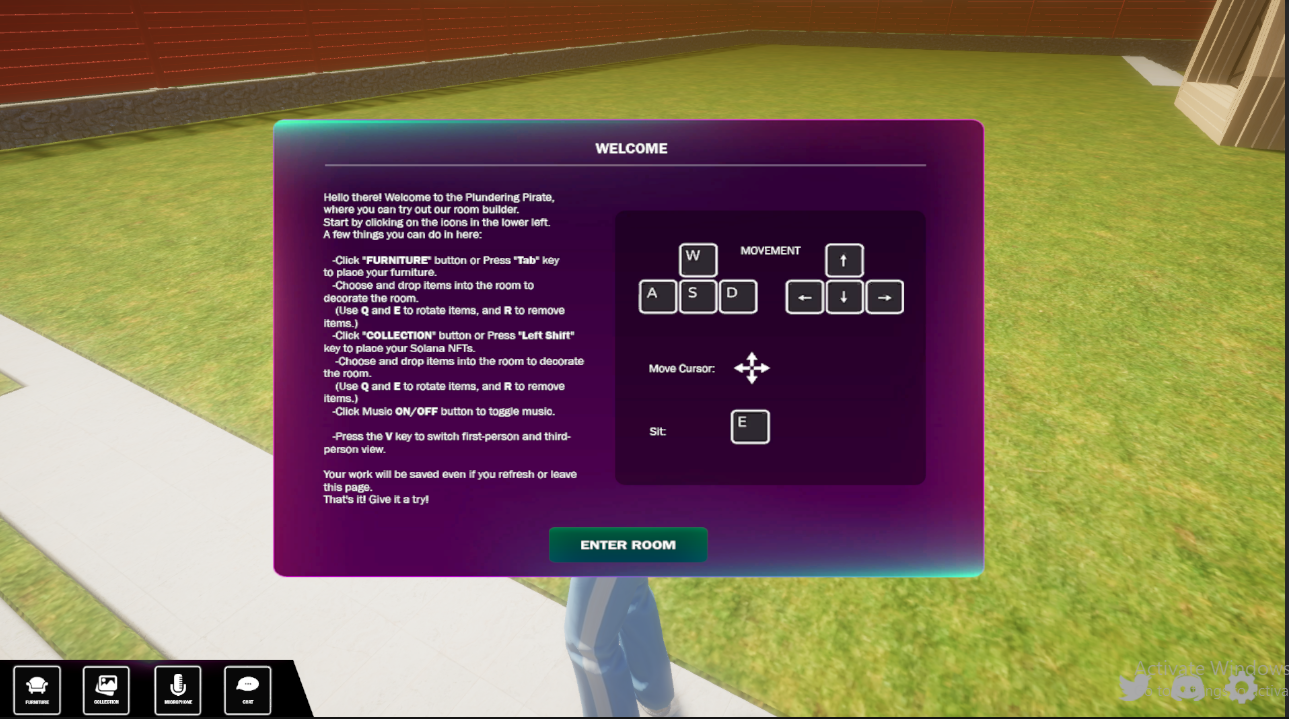 WELCOME
Hello there! Welcome to the Plundering Pirate,
where you can try out our room builder.
Start by clicking on the icons in the lower left.
A few things you can do in here:
-Click "FURNITURE" button or Press "Tab" key
to place your furniture.
-Choose and drop items into the room to
decorate the room.
(Use Q and E to rotate items, and R to remove
items.)
-Click "COLLECTION" button or Press "Left Shift"
key to place your Solana NFTs.
-Choose and drop items into the room to decorate
the room.
(Use Q and E to rotate items, and R to remove
items.)
-Click Music ON/OFF button to toggle music.
-Press the V key to switch first-person and third-
person view.
Your work will be saved even if you refresh or leave
this page.
That's it! Give it a try!
MOVEMENT
W
↑
A S D
← ↓ →
Move Cursor:
Sit: E
ENTER ROOM
FURNITURE COLLECTION MICROPHONE CHAT
Activate Windows